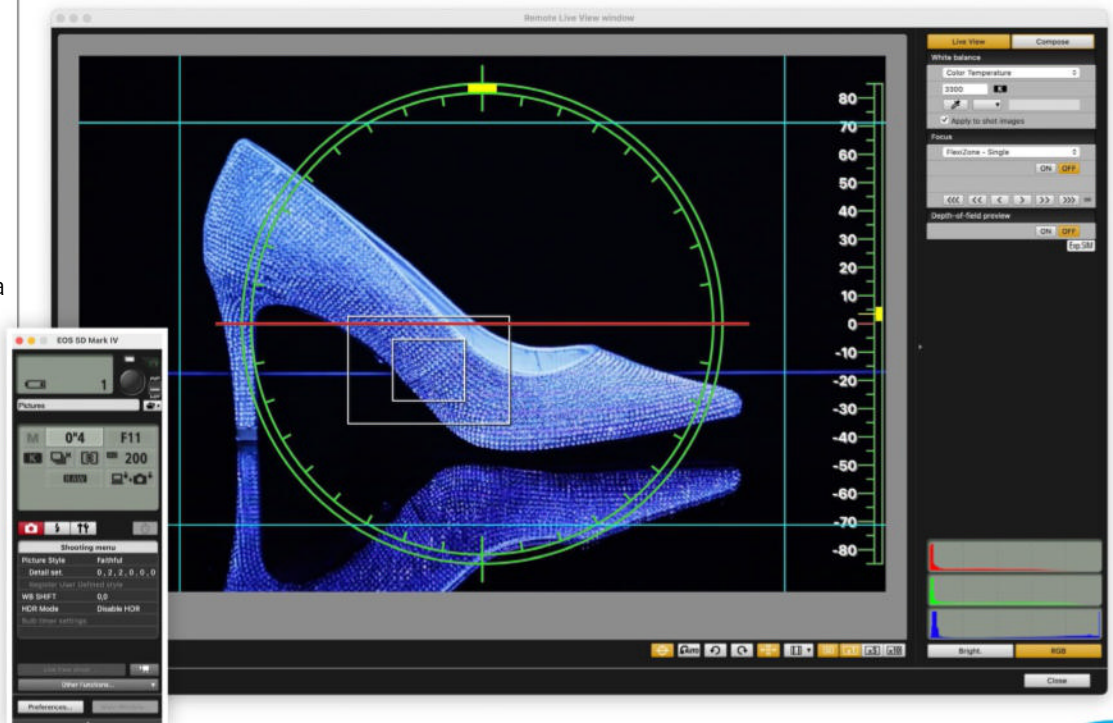 Remote Live View window
Live View
Compose
White balance
Color Temperature
3300
K
Apply to shot images
Focus
FlexiZone - Single
ON
OFF
<<<
<<
<
>
>>
>>>
Depth-of-field preview
ON
OFF
Exp.SIM
80
70
60
50
40
30
20
10
0
-10
-20
-30
-40
-50
-60
-70
-80
a
EOS 5D Mark IV
1
Pictures
M
0"4
F11
K
200
RAW
Shooting menu
Picture Style
Faithful
Detail set.
0, 2, 2, 0, 0, 0
Register User Defined style
WB SHIFT
0,0
HDR Mode
Disable HDR
Bulb timer settings
Other Functions...
Preferences...
AUTO
Bright.
RGB
Close